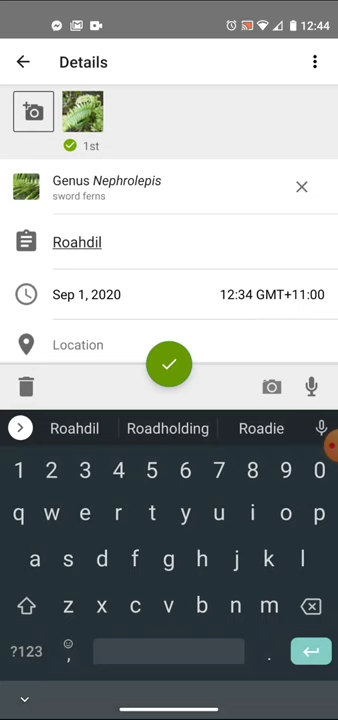 12:44
Details
1st
Genus Nephrolepis
sword ferns
Roahdil
Sep 1, 2020 12:34 GMT+11:00
Location
Roahdil Roadholding Roadie
1 2 3 4 5 6 7 8 9 0
q w e r t y u i o p
a s d f g h j k l
z x c v b n m
?123 , .